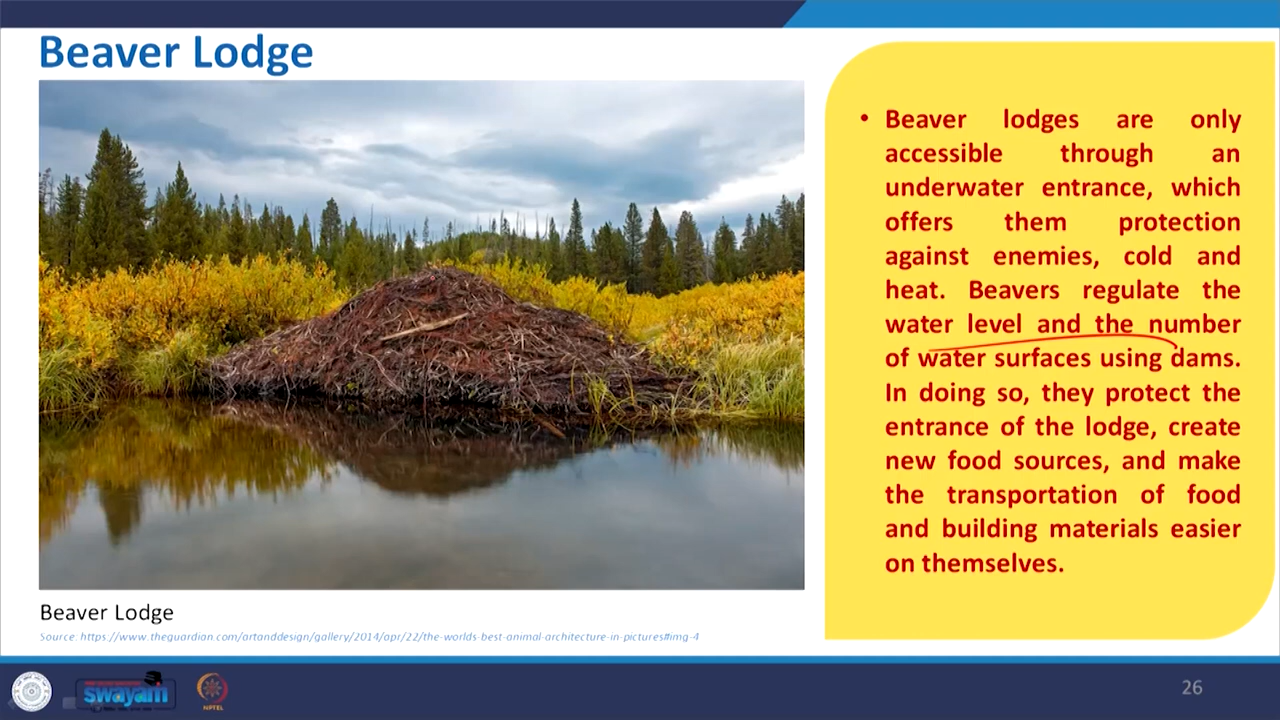 Beaver Lodge
• Beaver lodges are only
accessible through an
underwater entrance, which
offers them protection
against enemies, cold and
heat. Beavers regulate the
water level and the number
of water surfaces using dams.
In doing so, they protect the
entrance of the lodge, create
new food sources, and make
the transportation of food
and building materials easier
on themselves.
Beaver Lodge
Source: https://www.theguardian.com/artanddesign/gallery/2014/apr/22/the-worlds-best-animal-architecture-in-pictures#img-4
swayam
NPTEL
26